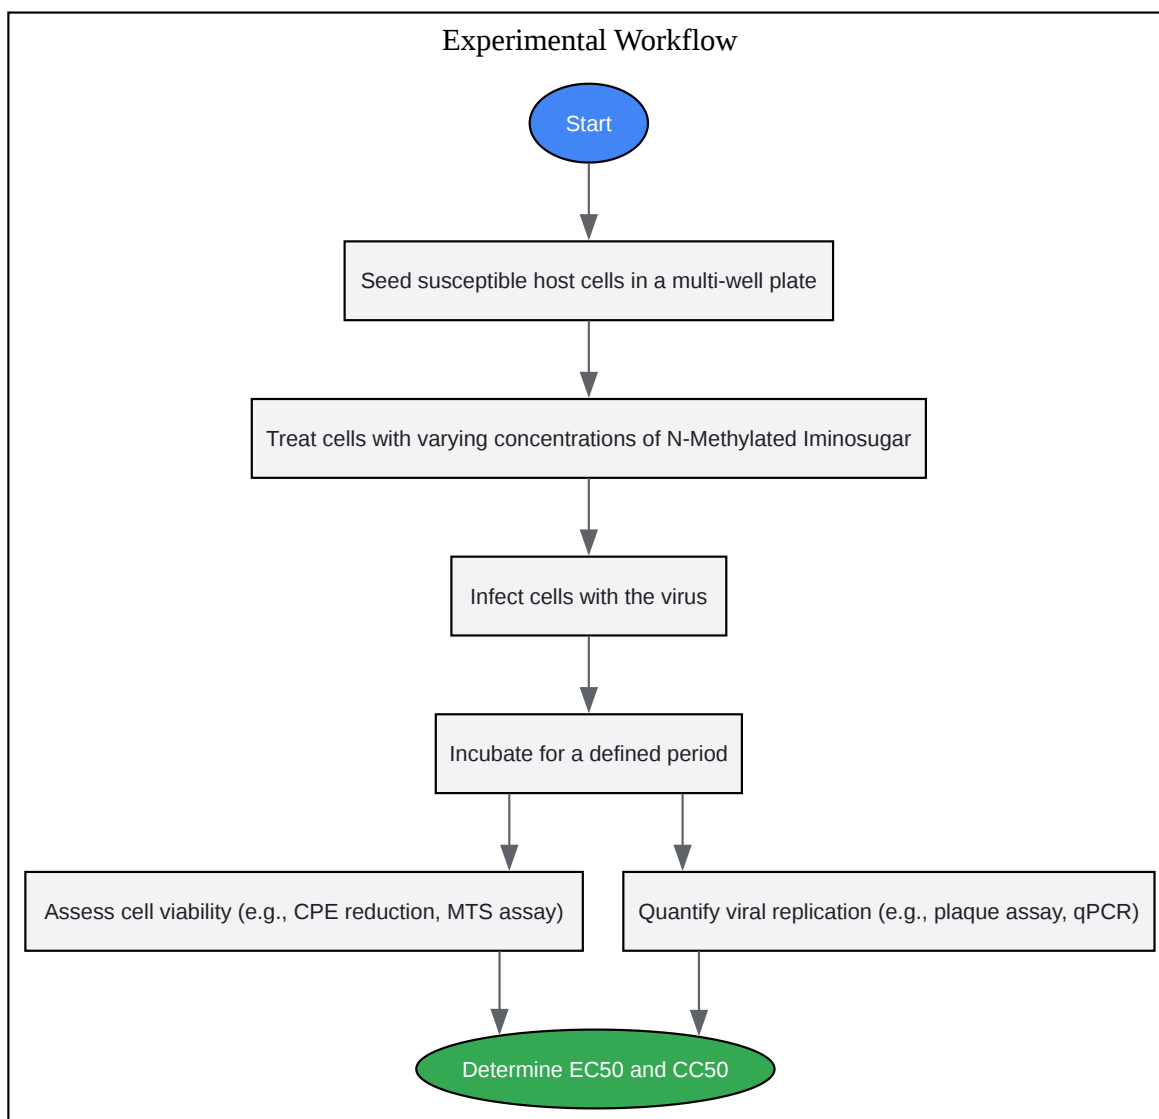 Experimental Workflow
Start
Seed susceptible host cells in a multi-well plate
Treat cells with varying concentrations of N-Methylated Iminosugar
Infect cells with the virus
Incubate for a defined period
Assess cell viability (e.g., CPE reduction, MTS assay)
Quantify viral replication (e.g., plaque assay, qPCR)
Determine EC50 and CC50